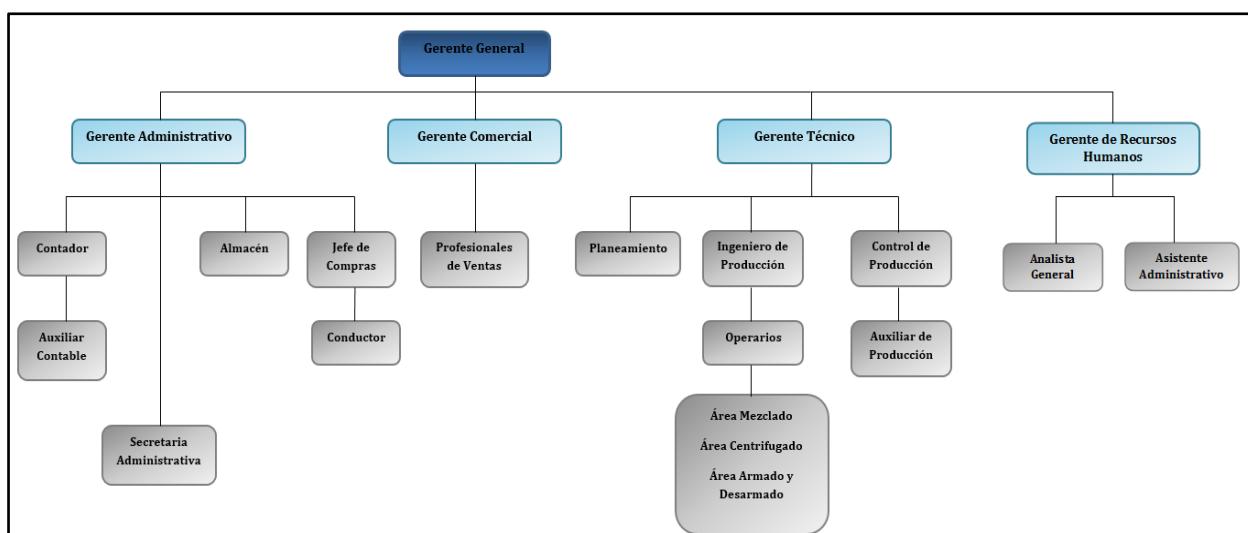 Gerente General
Gerente Administrativo
Gerente Comercial
Gerente Técnico
Gerente de Recursos
Humanos
Contador
Almacén
Jefe de
Compras
Profesionales
de Ventas
Planeamiento
Ingeniero de
Producción
Control de
Producción
Analista
General
Asistente
Administrativo
Auxiliar
Contable
Conductor
Operarios
Auxiliar de
Producción
Secretaria
Administrativa
Área Mezclado
Área Centrifugado
Área Armado y
Desarmado